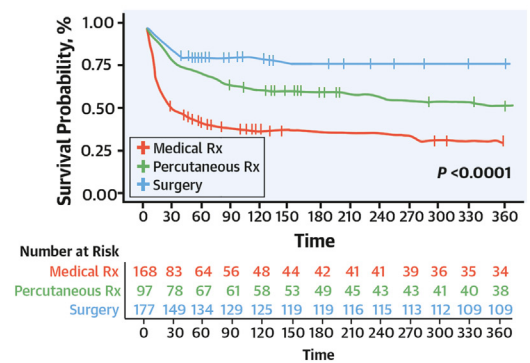 Survival Probability, %
1.00
0.75
0.50
0.25
0.00
Medical Rx
Percutaneous Rx
Surgery
P <0.0001
0 30 60 90 120 150 180 210 240 270 300 330 360
Time
Number at Risk
Medical Rx 168 83 64 56 48 44 42 41 41 39 36 35 34
Percutaneous Rx 97 78 67 61 58 53 49 45 43 43 41 40 38
Surgery 177 149 134 129 125 119 119 116 115 113 112 109 109
0 30 60 90 120 150 180 210 240 270 300 330 360
Time